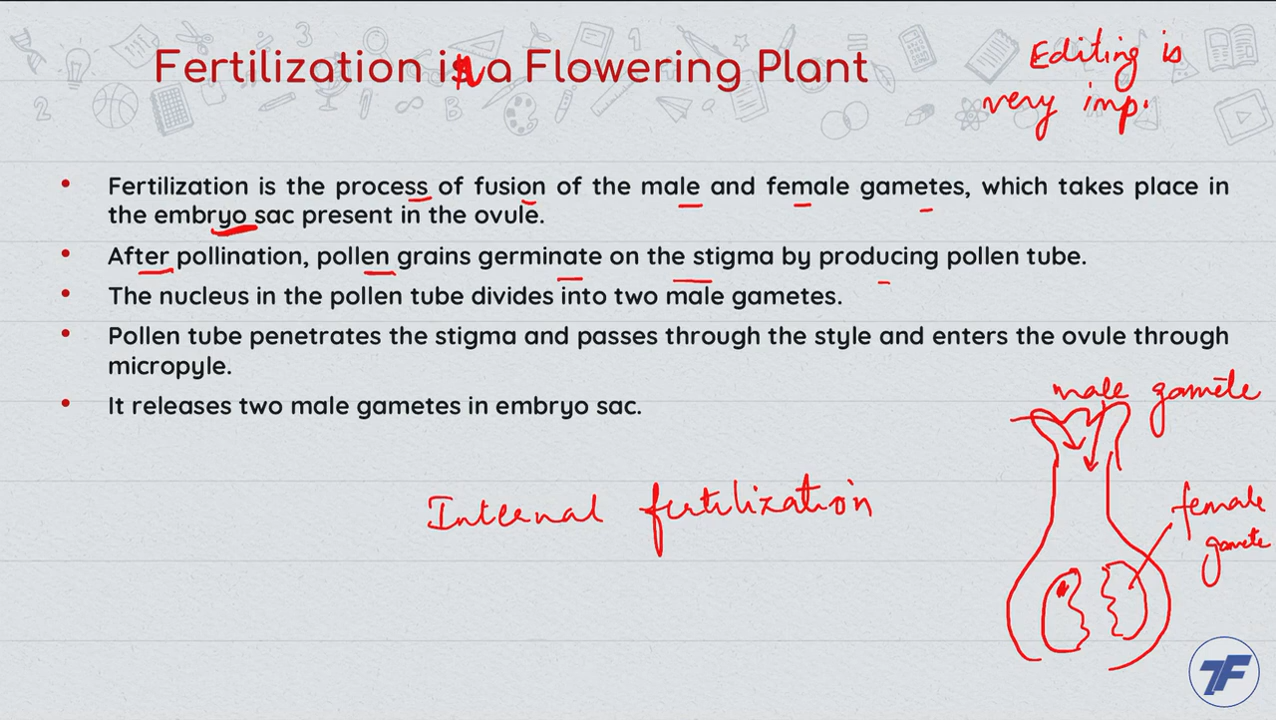 Fertilization in a Flowering Plant
Editing is
very imp.
• Fertilization is the process of fusion of the male and female gametes, which takes place in
the embryo sac present in the ovule.
• After pollination, pollen grains germinate on the stigma by producing pollen tube.
• The nucleus in the pollen tube divides into two male gametes.
• Pollen tube penetrates the stigma and passes through the style and enters the ovule through
micropyle.
• It releases two male gametes in embryo sac.
male gamete
Internal fertilization
female
gamete
TF